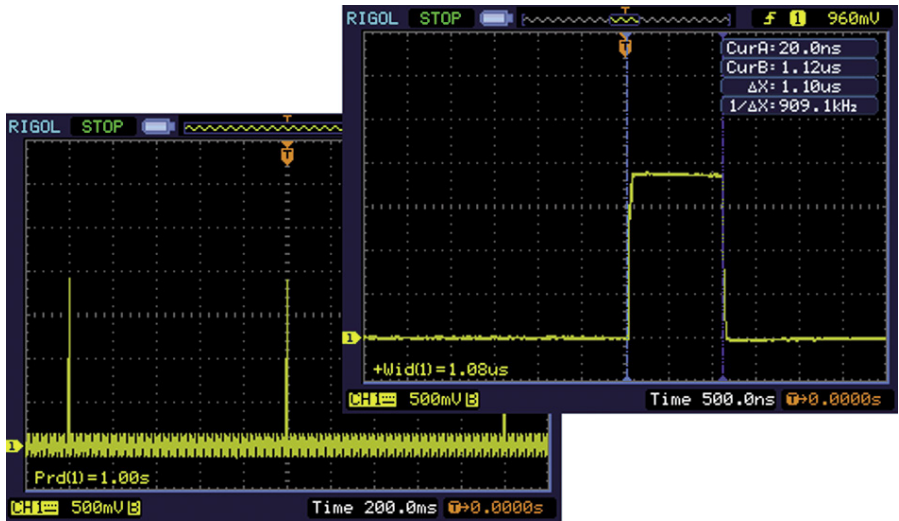 RIGOL STOP T f 1 960mV
T
CurA: 20.0ns
CurB: 1.12us
ΔX: 1.10us
1/ΔX: 909.1kHz
1
+Wid(1)=1.08us
CH1 500mV B Time 500.0ns T→0.0000s
RIGOL STOP T
T
1
Prd(1)=1.00s
CH1 500mV B Time 200.0ms T→0.0000s